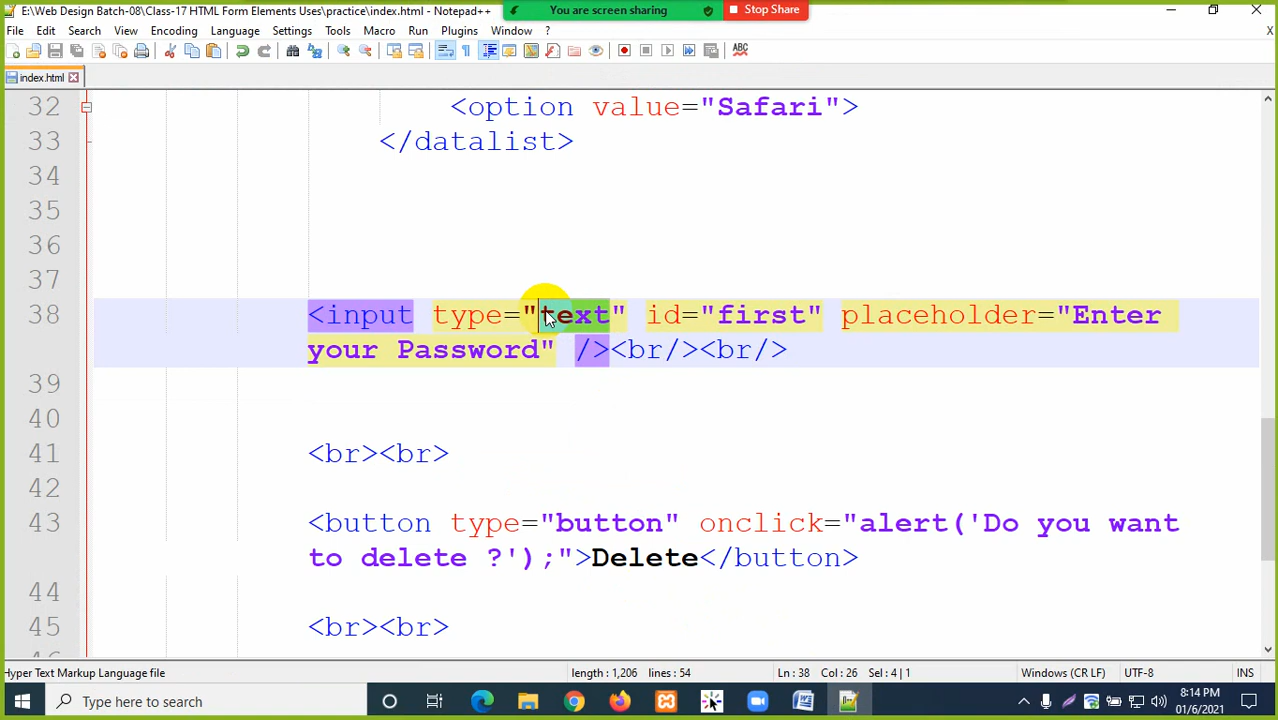 E:\Web Design Batch-08\Class-17 HTML Form Elements Uses\practice\index.html - Notepad++
You are screen sharing
Stop Share
File Edit Search View Encoding Language Settings Tools Macro Run Plugins Window ?
X
ABC
index.html
32 <option value="Safari">
33 </datalist>
34
35
36
37
38 <input type="text" id="first" placeholder="Enter
your Password" /><br/><br/>
39
40
41 <br><br>
42
43 <button type="button" onclick="alert('Do you want
to delete ?');">Delete</button>
44
45 <br><br>
Hyper Text Markup Language file length : 1,206 lines : 54 Ln : 38 Col : 26 Sel : 4 | 1 Windows (CR LF) UTF-8 INS
Type here to search
8:14 PM
01/6/2021